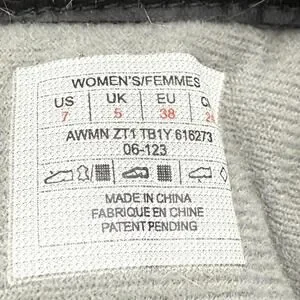 WOMEN'S/FEMMES
US UK EU
7 5 38
AWMN ZT1 TB1Y 616273
06-123
MADE IN CHINA
FABRIQUE EN CHINE
PATENT PENDING